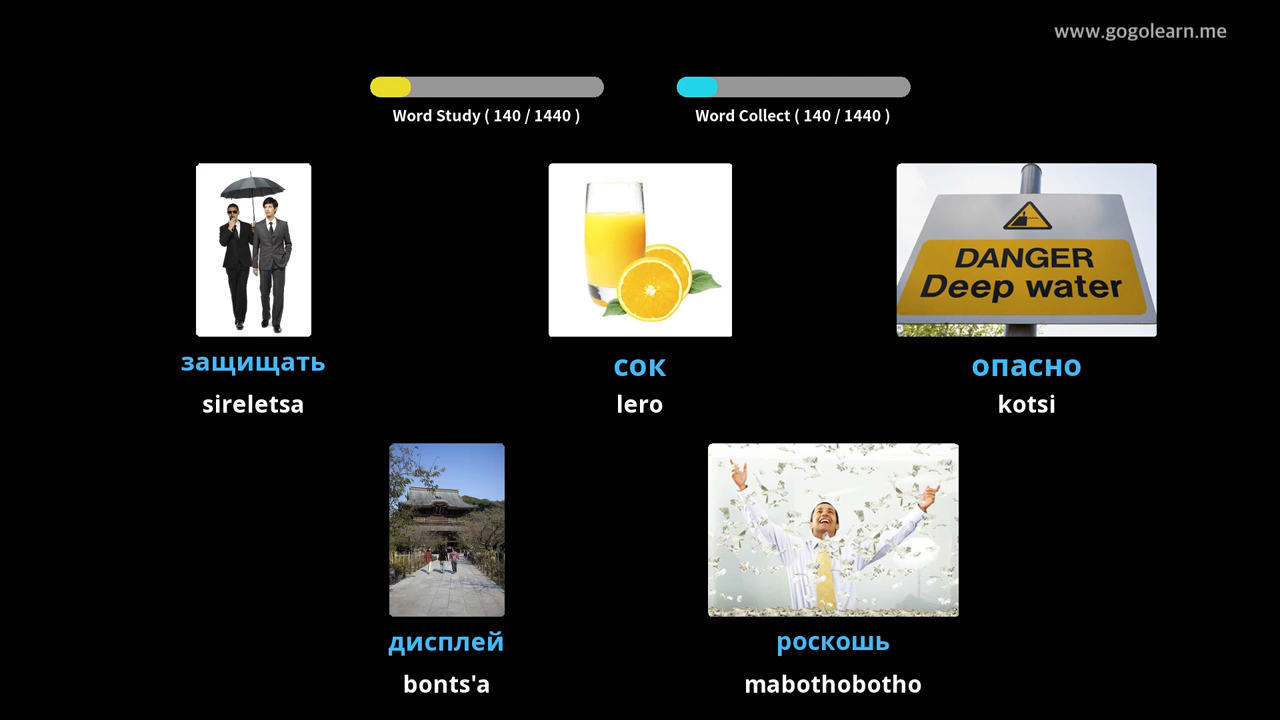 www.gogolearn.me
Word Study ( 140 / 1440 )
Word Collect ( 140 / 1440 )
DANGER
Deep water
защищать
сок
опасно
sireletsa
lero
kotsi
дисплей
роскошь
bonts'a
mabothobotho